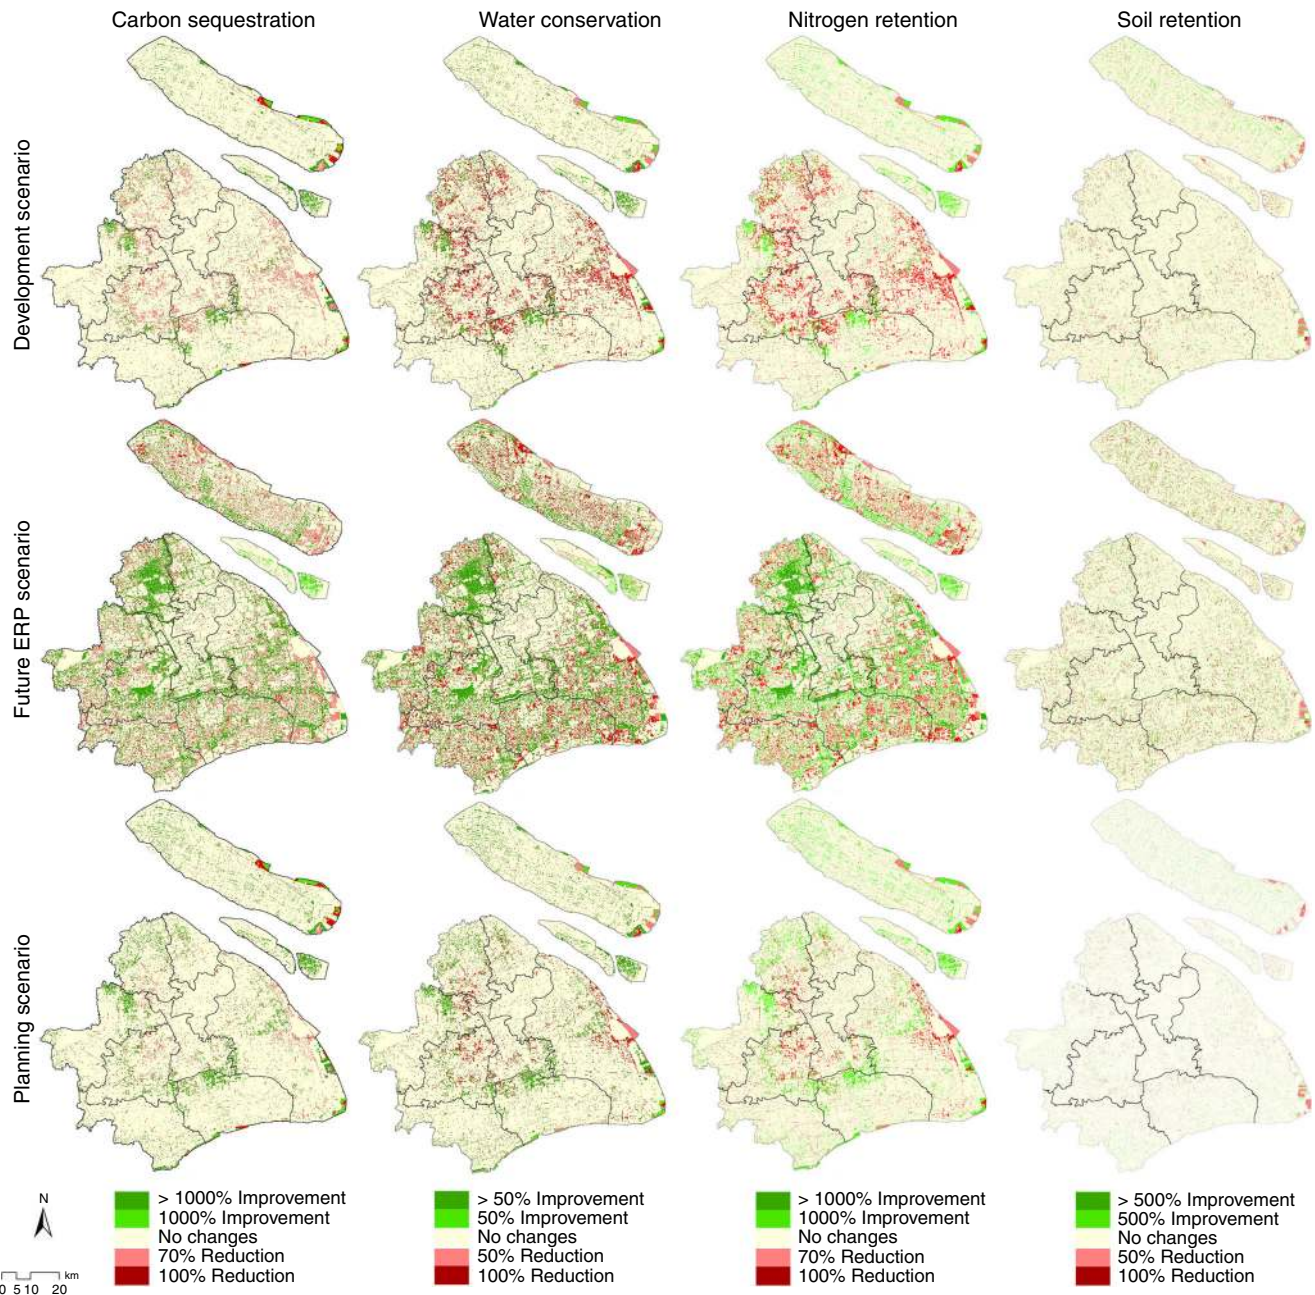 Carbon sequestration
Water conservation
Nitrogen retention
Soil retention
Development scenario
Future ERP scenario
Planning scenario
N
0 5 10 20 km
> 1000% Improvement
1000% Improvement
No changes
70% Reduction
100% Reduction
> 50% Improvement
50% Improvement
No changes
50% Reduction
100% Reduction
> 1000% Improvement
1000% Improvement
No changes
70% Reduction
100% Reduction
> 500% Improvement
500% Improvement
No changes
50% Reduction
100% Reduction